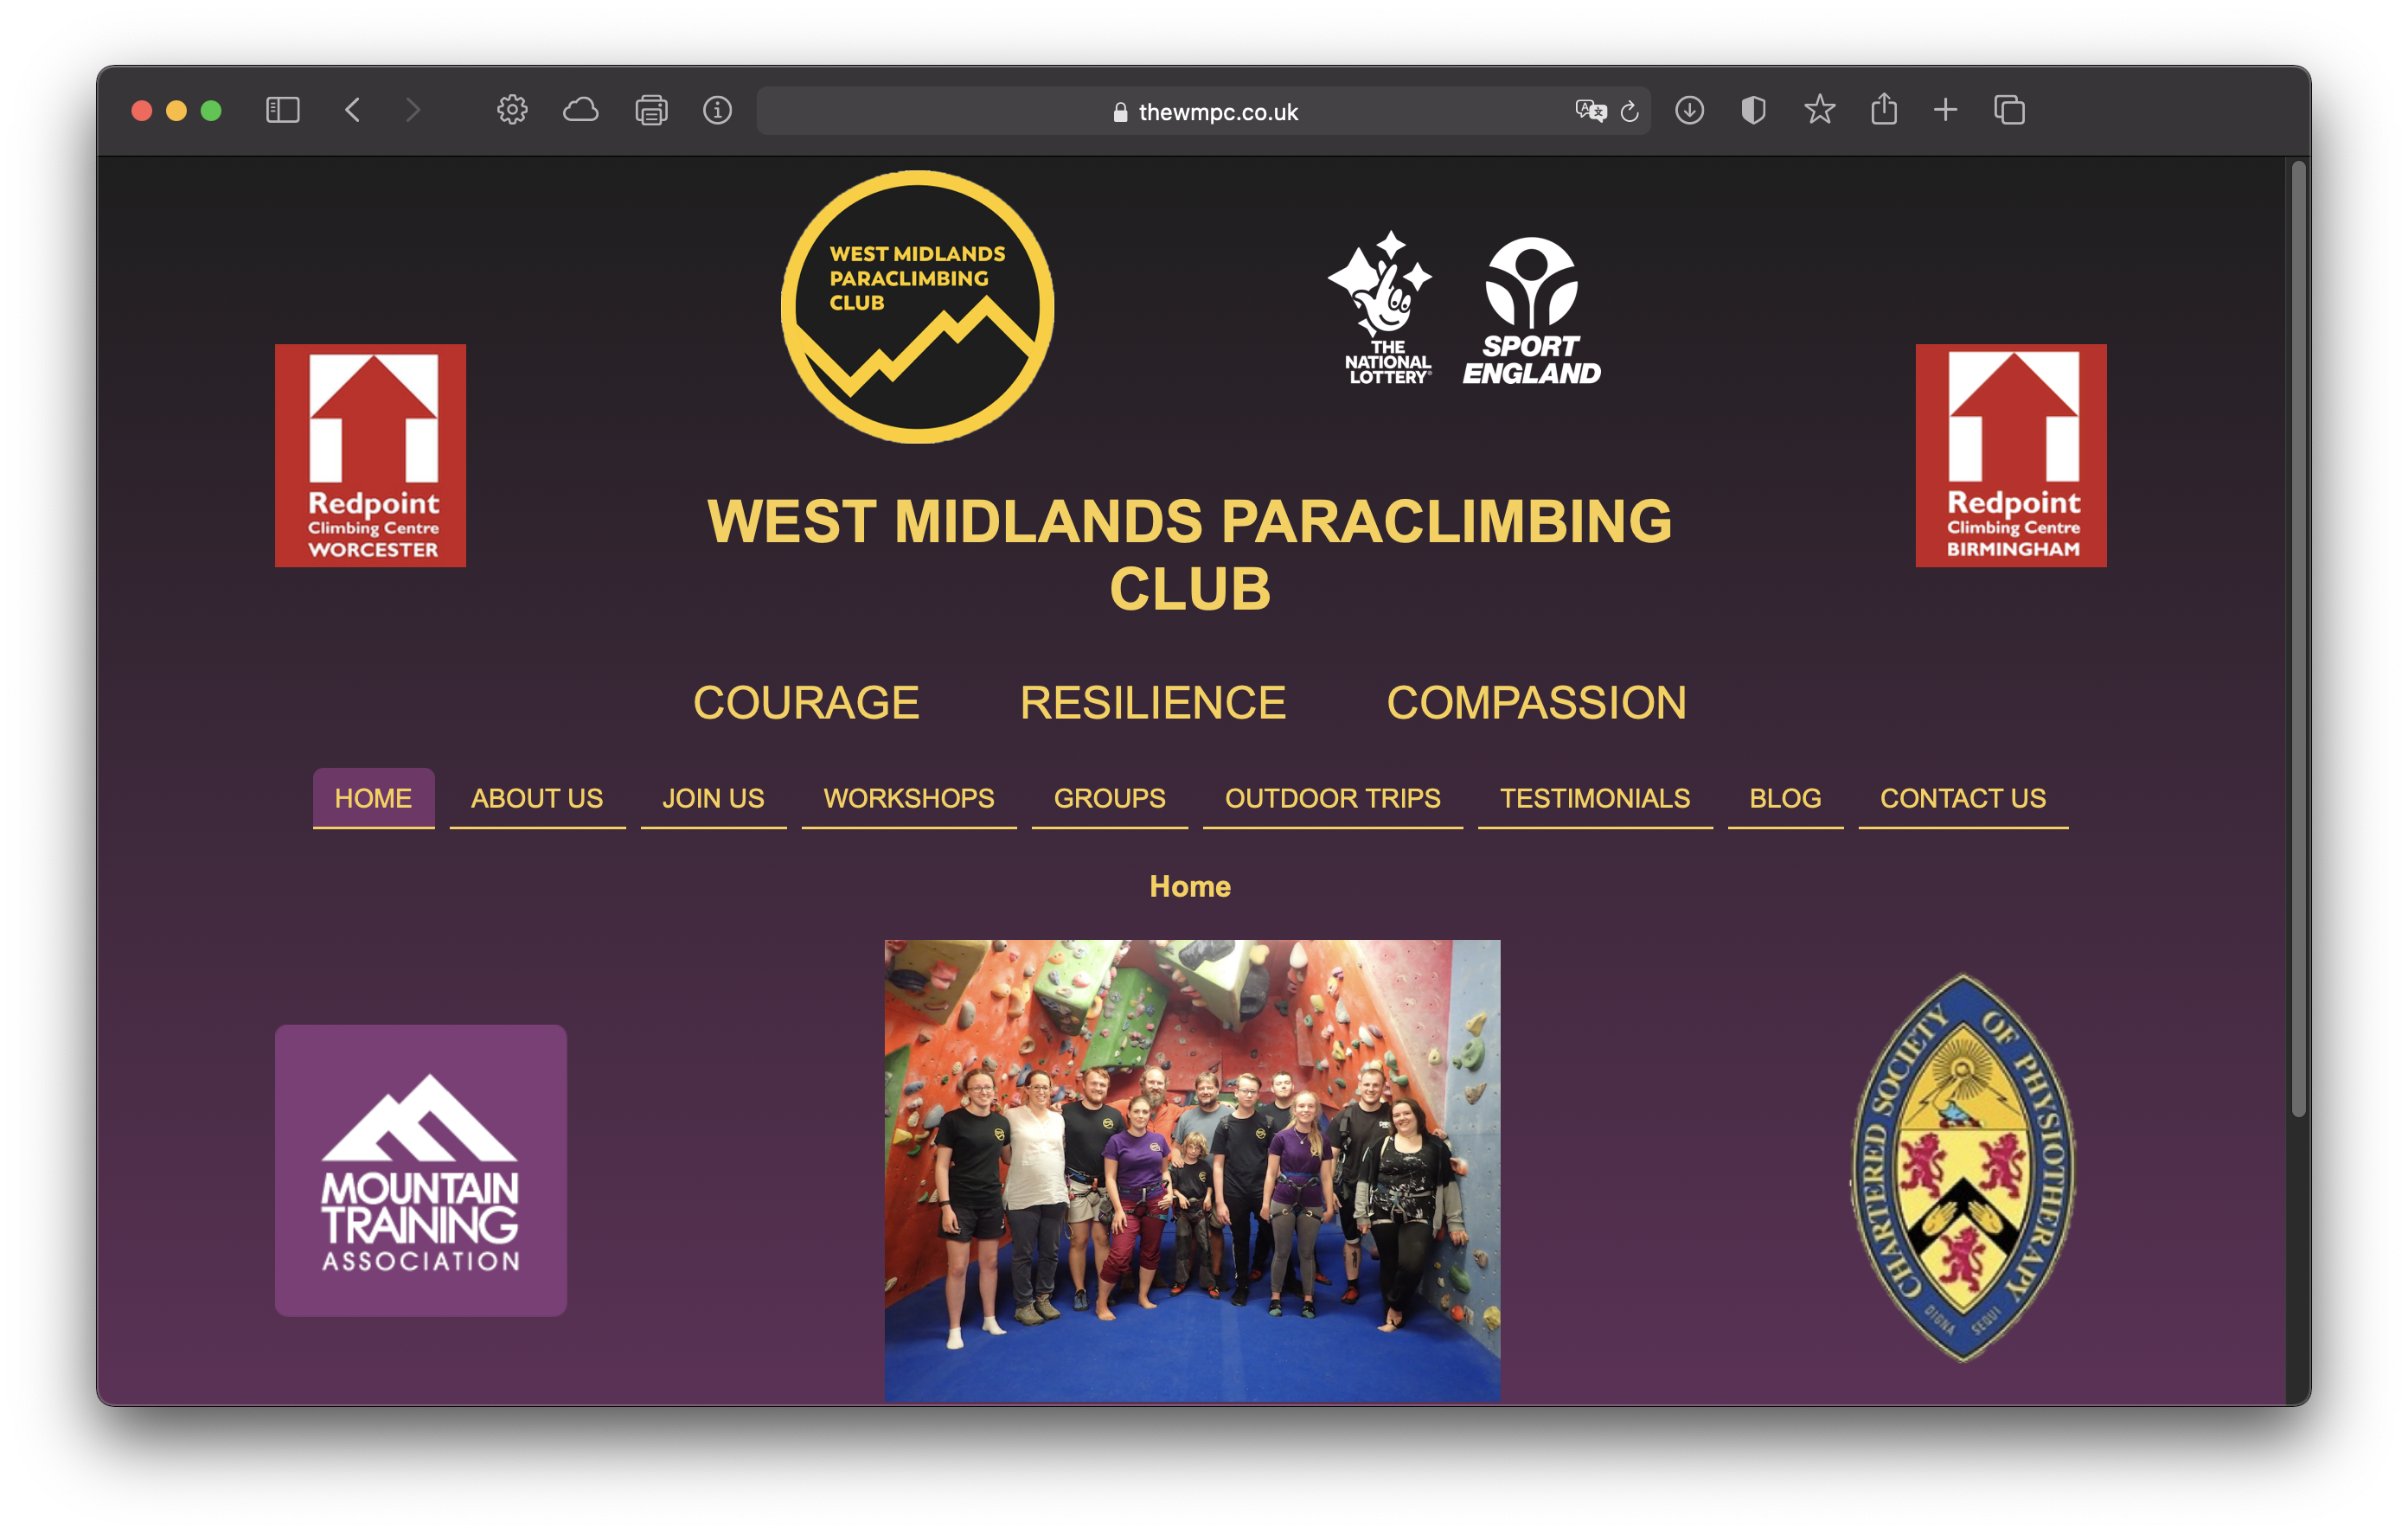 thewmpc.co.uk
WEST MIDLANDS
PARACLIMBING
CLUB
THE
NATIONAL
LOTTERY®
SPORT
ENGLAND
Redpoint
Climbing Centre
WORCESTER
Redpoint
Climbing Centre
BIRMINGHAM
WEST MIDLANDS PARACLIMBING
CLUB
COURAGE RESILIENCE COMPASSION
HOME ABOUT US JOIN US WORKSHOPS GROUPS OUTDOOR TRIPS TESTIMONIALS BLOG CONTACT US
Home
MOUNTAIN
TRAINING
ASSOCIATION
CHARTERED SOCIETY OF PHYSIOTHERAPY
DIGNA SEQUI